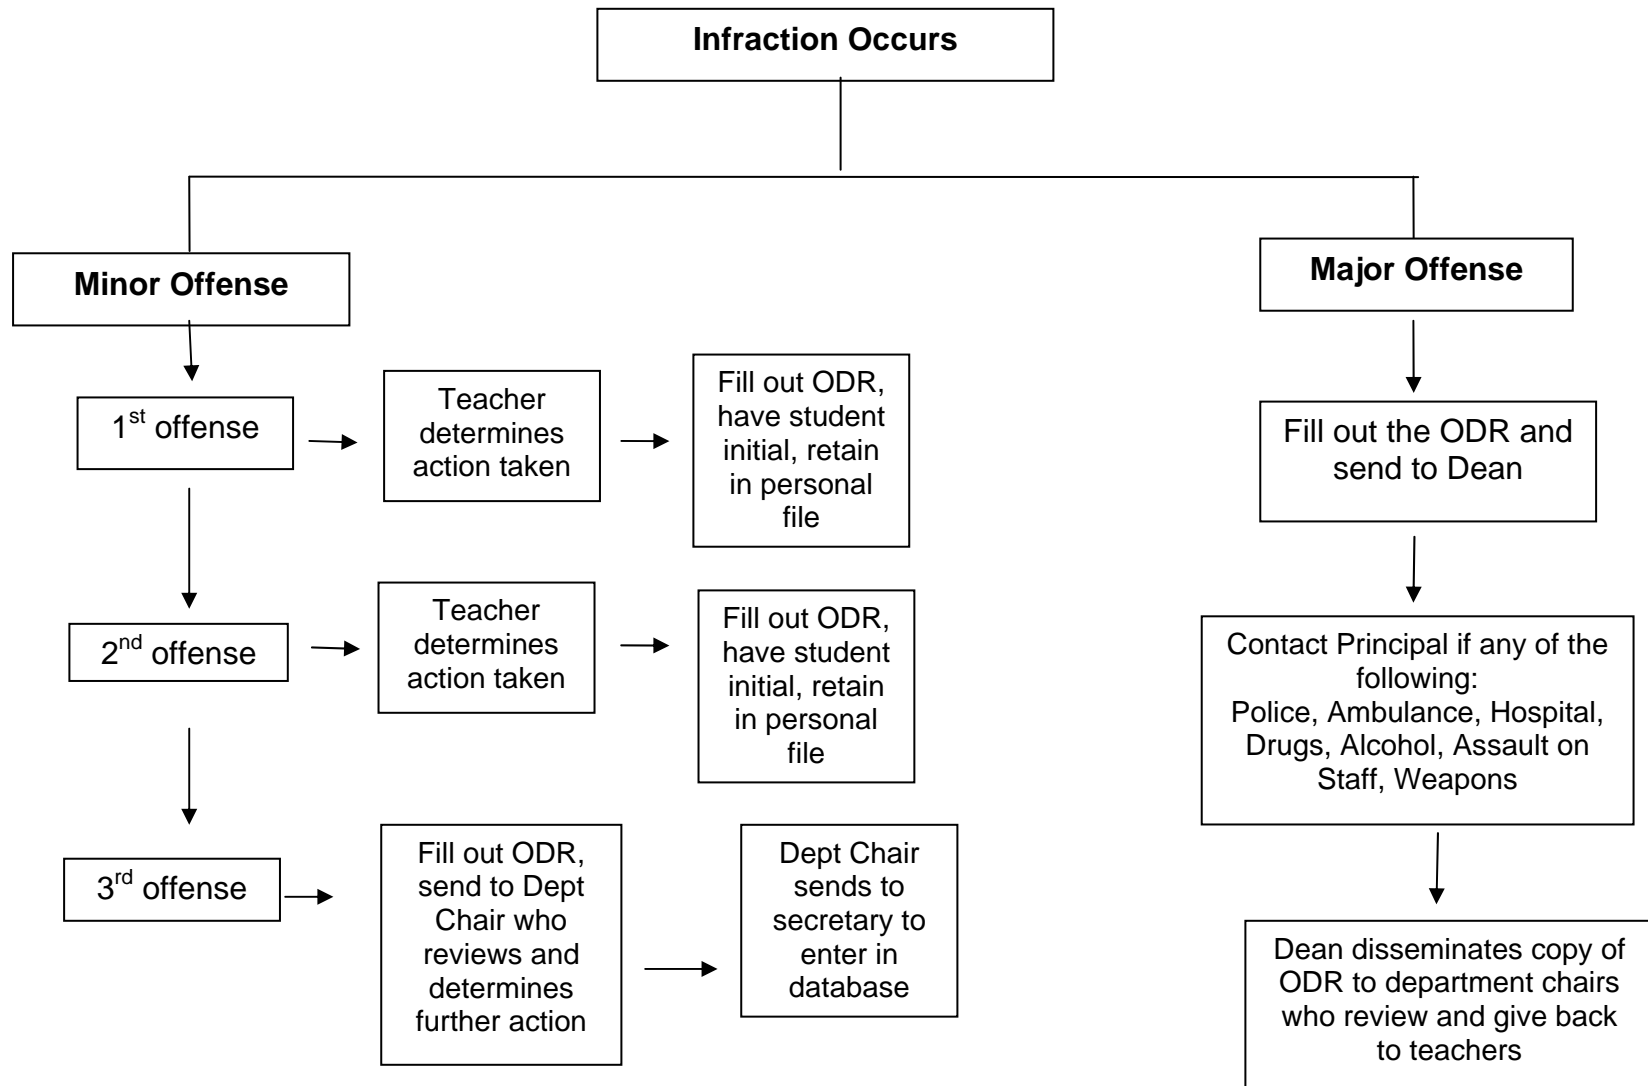 Infraction Occurs
Minor Offense
Major Offense
1st offense
Teacher
determines
action taken
Fill out ODR,
have student
initial, retain
in personal
file
2nd offense
Teacher
determines
action taken
Fill out ODR,
have student
initial, retain
in personal
file
3rd offense
Fill out ODR,
send to Dept
Chair who
reviews and
determines
further action
Dept Chair
sends to
secretary to
enter in
database
Fill out the ODR and
send to Dean
Contact Principal if any of the
following:
Police, Ambulance, Hospital,
Drugs, Alcohol, Assault on
Staff, Weapons
Dean disseminates copy of
ODR to department chairs
who review and give back
to teachers